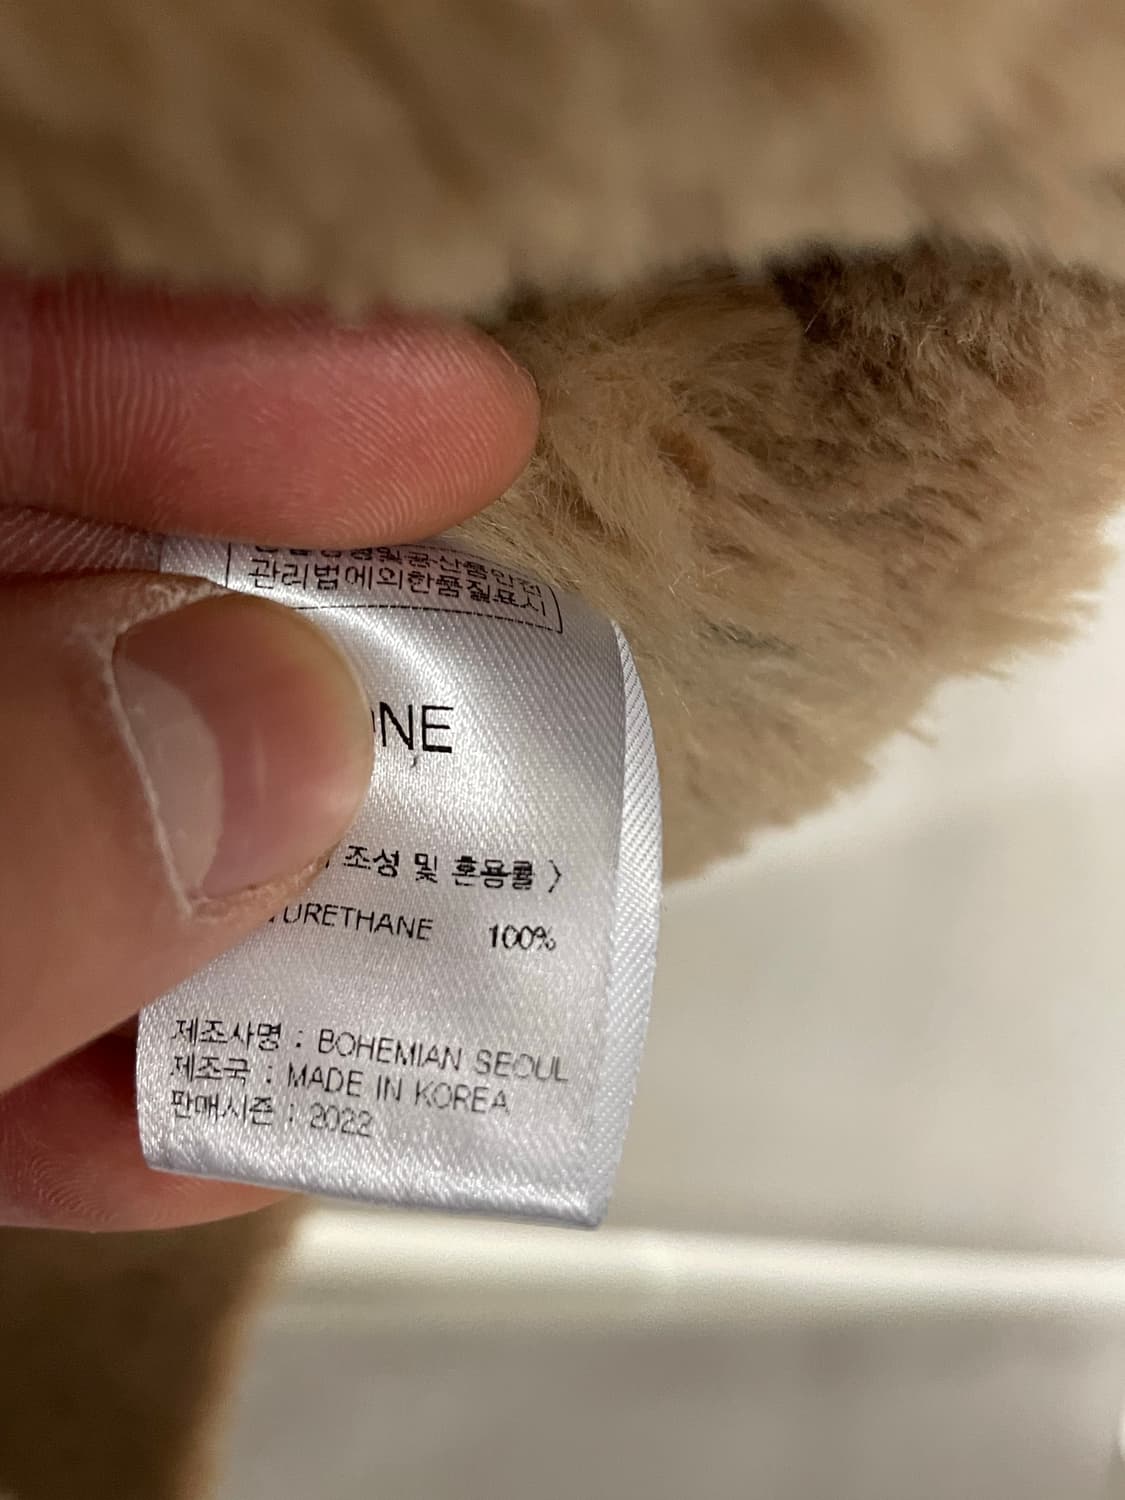 관리법에의한품질표시
NE
조성 및 혼용률 >
URETHANE 100%
제조사명 : BOHEMIAN SEOUL
제조국 : MADE IN KOREA
판매시즌 : 2022